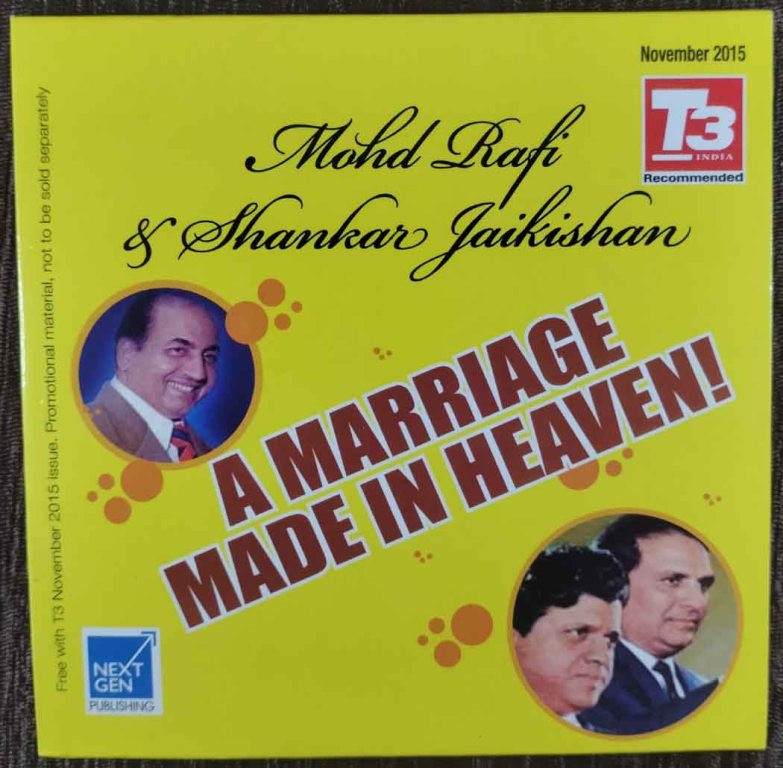 November 2015
T3
INDIA
Recommended
Mohd Rafi
& Shankar Jaikishan
A MARRIAGE
MADE IN HEAVEN!
Free with T3 November 2015 issue. Promotional material, not to be sold separately
NEXT
GEN
PUBLISHING